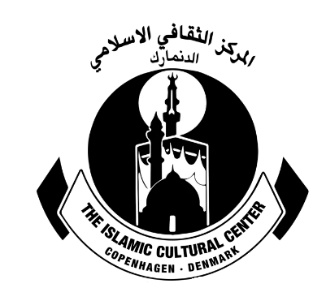 المركز الثقافي الاسلامي
الدنمارك
THE ISLAMIC CULTURAL CENTER
COPENHAGEN - DENMARK